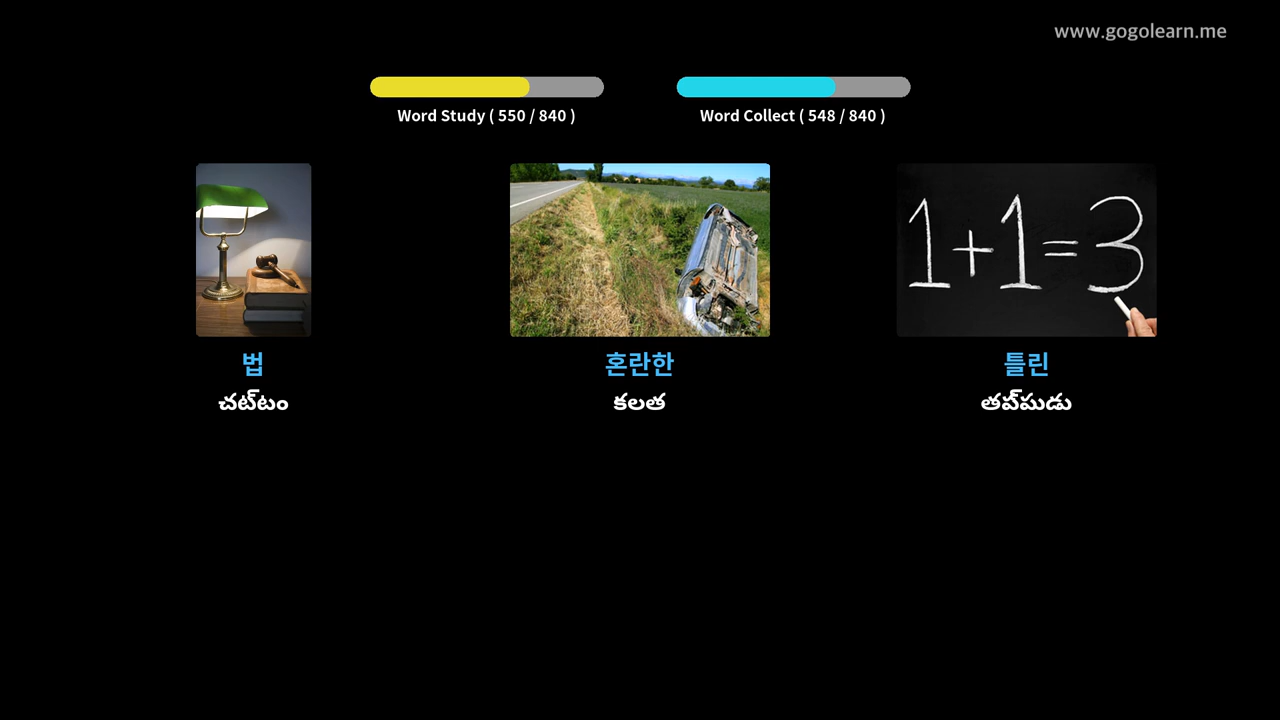 www.gogolearn.me
Word Study ( 550 / 840 )
Word Collect ( 548 / 840 )
1+1=3
법
혼란한
틀린
చట్టం
కలత
తప్పుడు